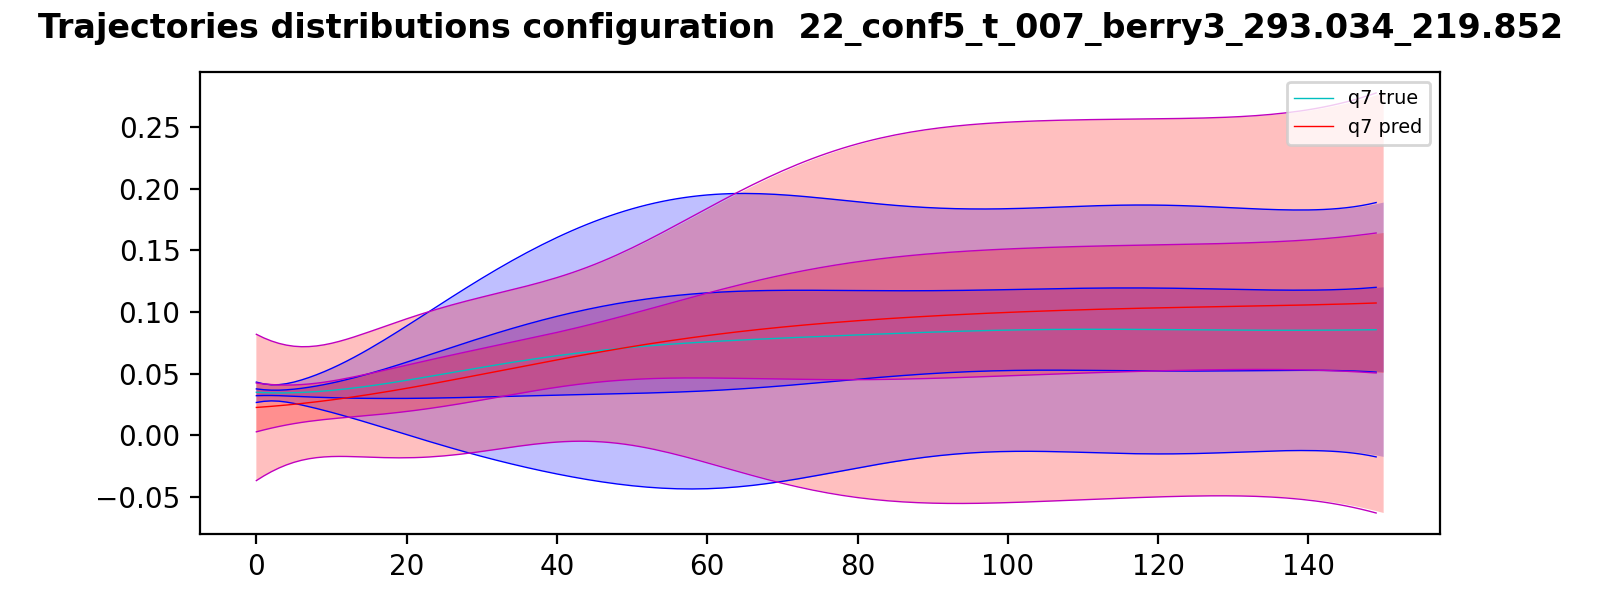 Trajectories distributions configuration  22_conf5_t_007_berry3_293.034_219.852
q7 true
q7 pred
0.25
0.20
0.15
0.10
0.05
0.00
−0.05
0 20 40 60 80 100 120 140